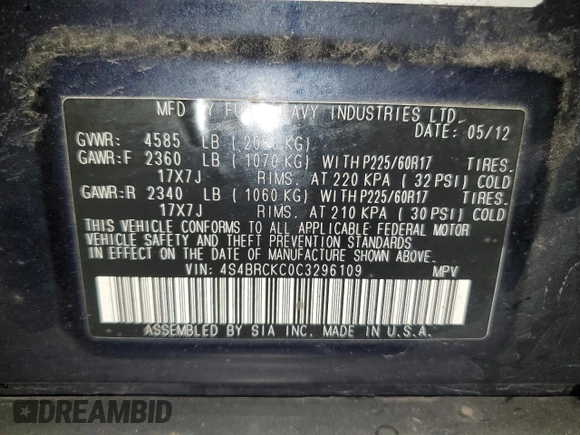 MFD BY FUJI HEAVY INDUSTRIES LTD.
DATE: 05/12
GVWR: 4585 LB ( KG)
GAWR:F 2360 LB ( 1070 KG) WITH P225/60R17 TIRES.
17X7J RIMS. AT 220 KPA ( 32 PSI) COLD
GAWR:R 2340 LB ( 1060 KG) WITH P225/60R17 TIRES.
17X7J RIMS. AT 210 KPA ( 30 PSI) COLD
THIS VEHICLE CONFORMS TO ALL APPLICABLE FEDERAL MOTOR
VEHICLE SAFETY AND THEFT PREVENTION STANDARDS
IN EFFECT ON THE DATE OF MANUFACTURE SHOWN ABOVE.
VIN: 4S4BRCKC0C3296109 MPV
ASSEMBLED BY SIA INC. MADE IN U.S.A.
DREAMBID